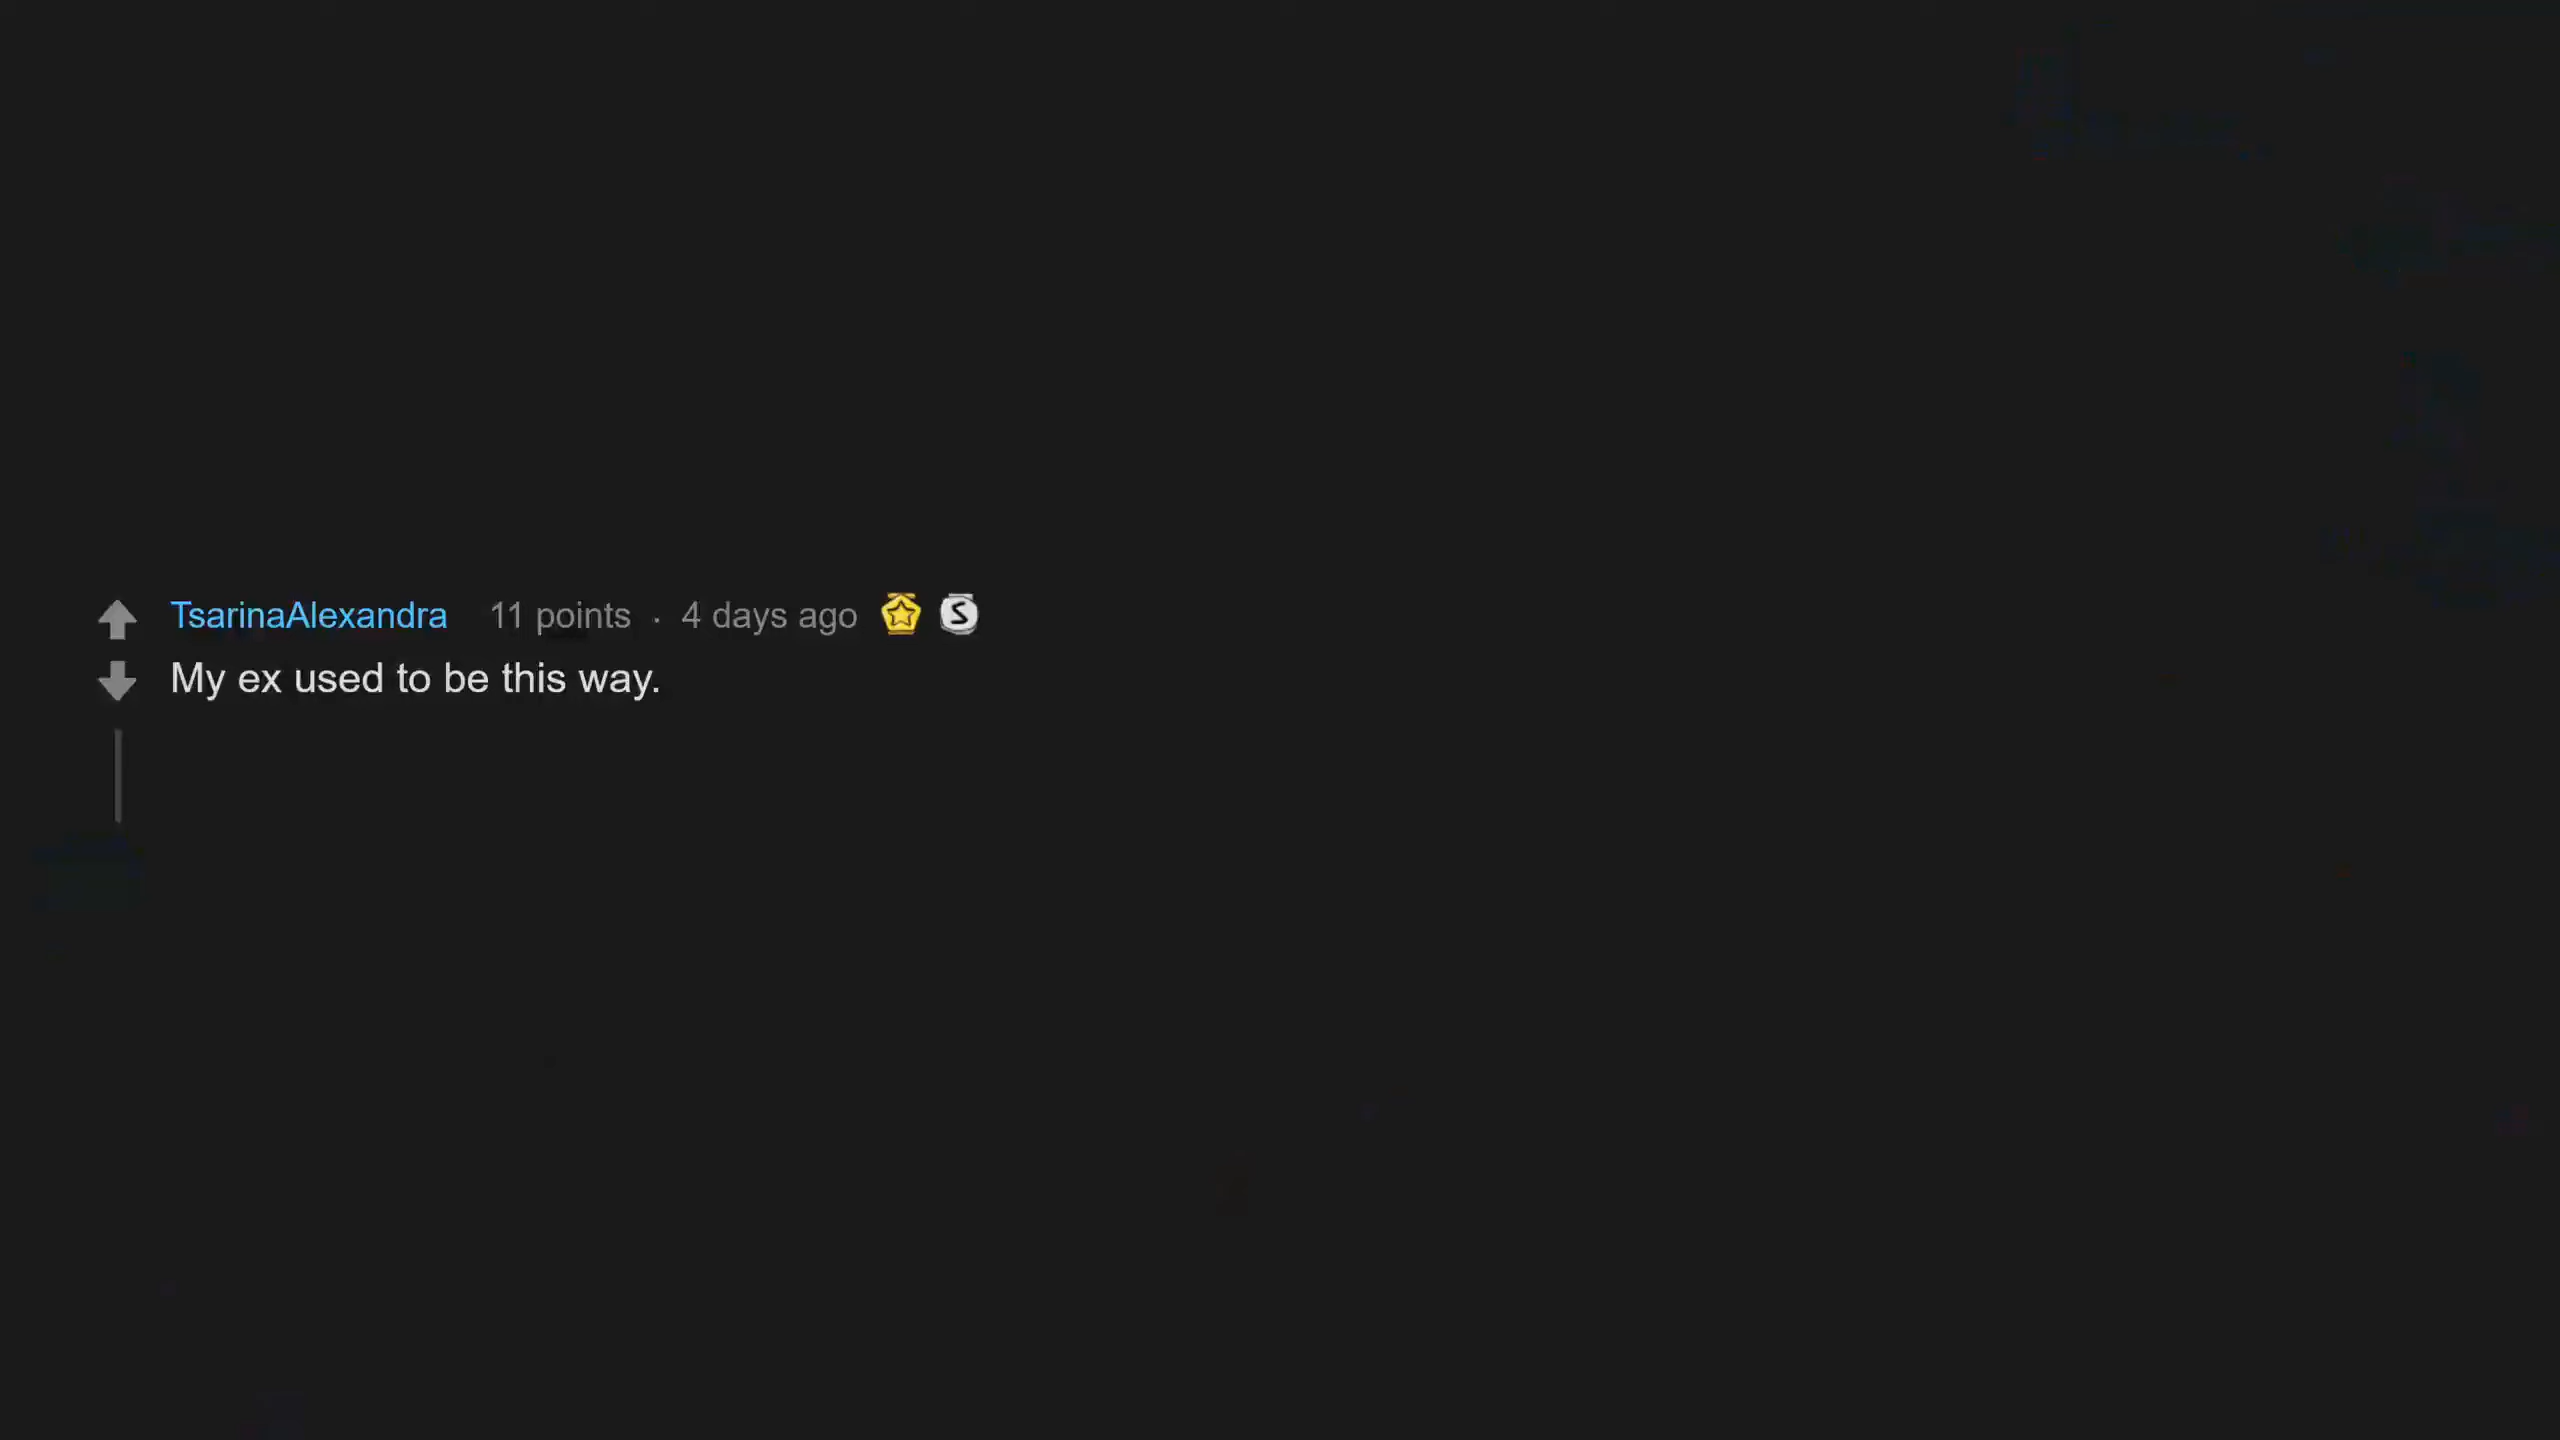 TsarinaAlexandra 11 points · 4 days ago S
My ex used to be this way.